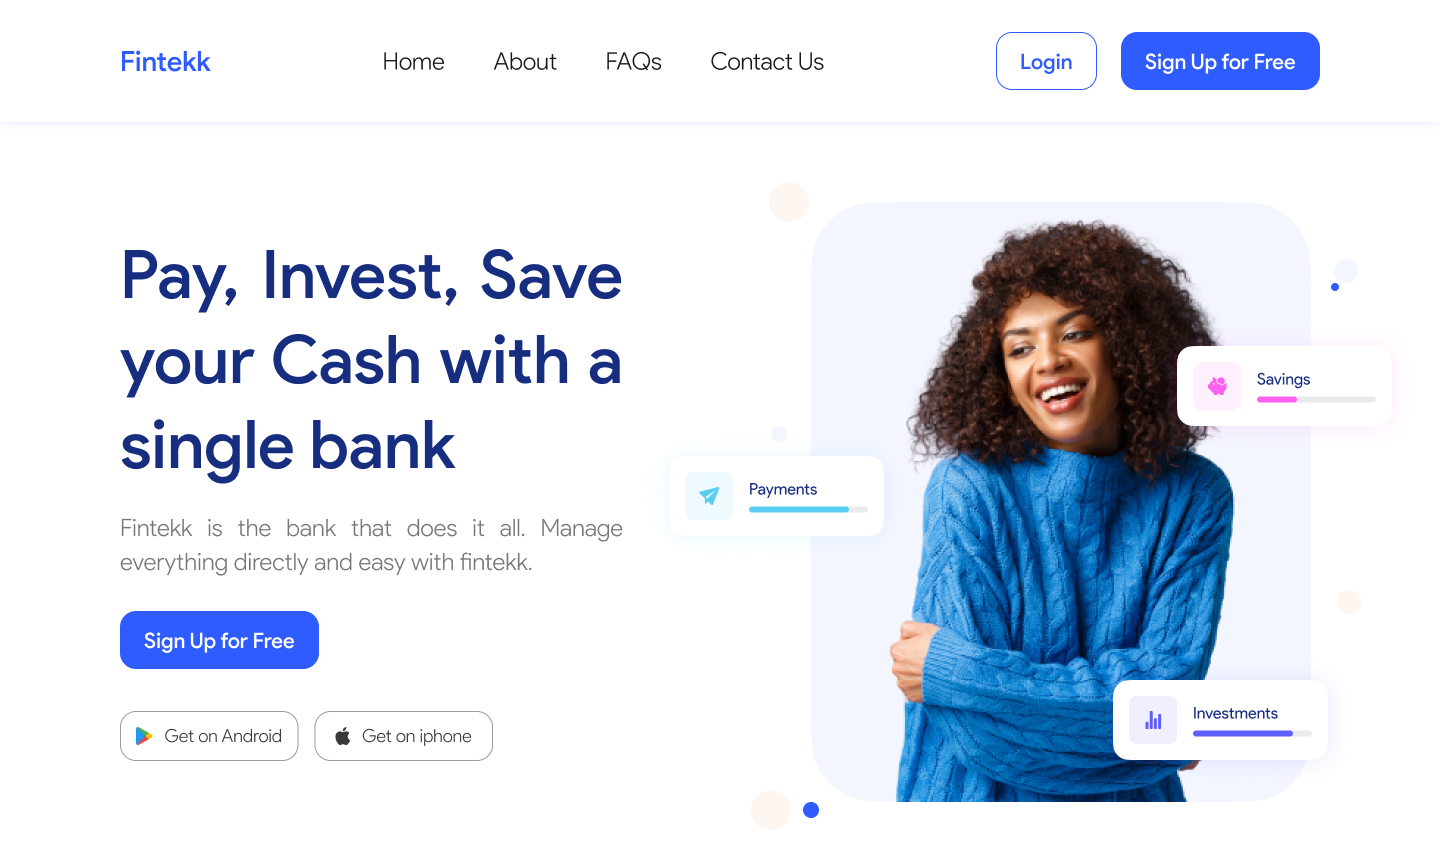 Fintekk
Home
About
FAQs
Contact Us
Login
Sign Up for Free
Pay, Invest, Save
your Cash with a
single bank
Fintekk is the bank that does it all. Manage
everything directly and easy with fintekk.
Sign Up for Free
Get on Android
Get on iphone
Savings
Payments
Investments